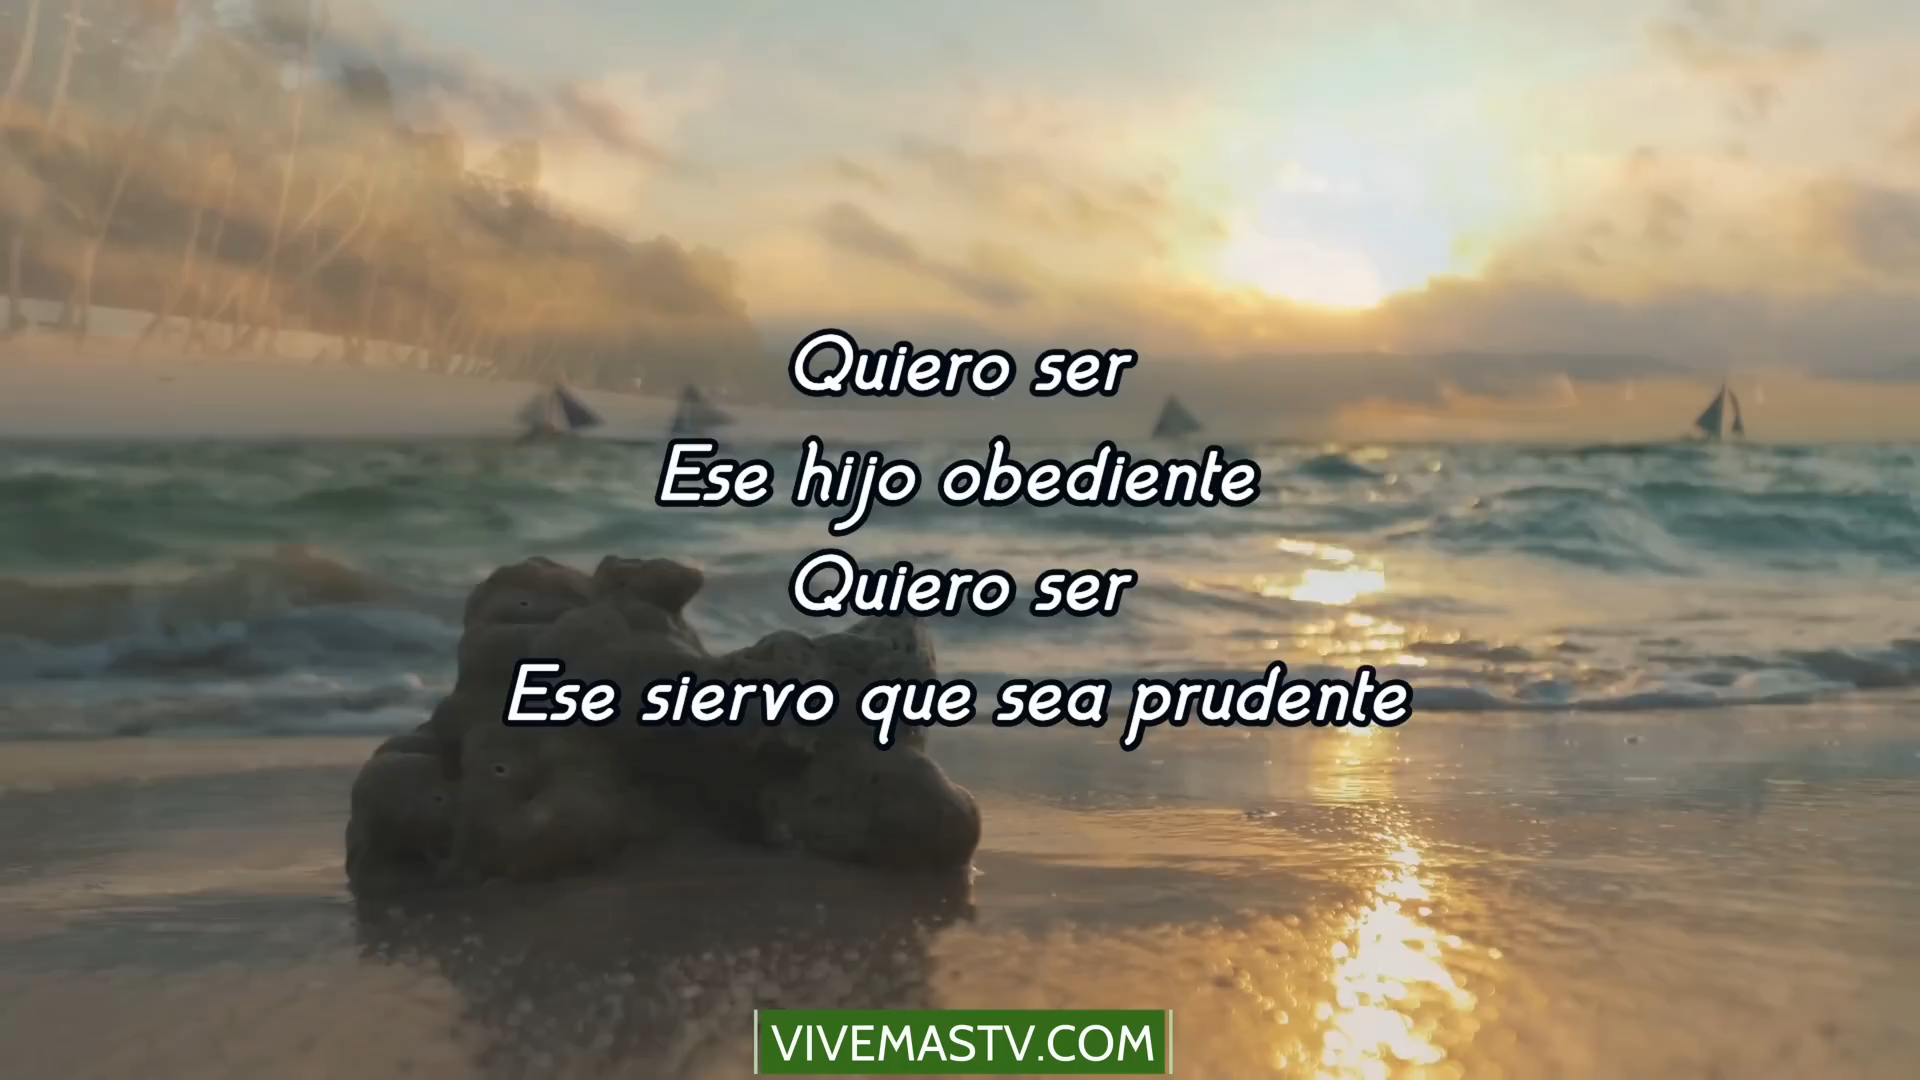 Quiero ser
Ese hijo obediente
Quiero ser
Ese siervo que sea prudente
VIVEMASTV.COM